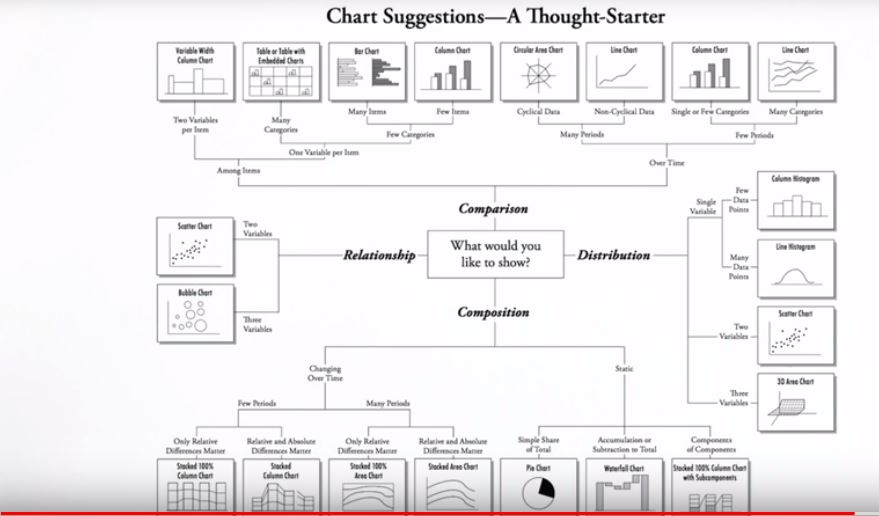 Chart Suggestions—A Thought-Starter
Variable Width
Column Chart
Table or Table with
Embedded Charts
Bar Chart
Column Chart
Circular Area Chart
Line Chart
Column Chart
Line Chart
Two Variables
per Item
Many
Categories
Many Items
Few Items
Cyclical Data
Non-Cyclical Data
Single or Few Categories
Many Categories
Few Categories
Many Periods
Few Periods
One Variable per Item
Among Items
Over Time
Comparison
What would you
like to show?
Relationship
Scatter Chart
Two
Variables
Bubble Chart
Three
Variables
Distribution
Single
Variable
Few
Data
Points
Column Histogram
Many
Data
Points
Line Histogram
Two
Variables
Scatter Chart
Three
Variables
3D Area Chart
Composition
Changing
Over Time
Static
Few Periods
Many Periods
Only Relative
Differences Matter
Relative and Absolute
Differences Matter
Only Relative
Differences Matter
Relative and Absolute
Differences Matter
Simple Share
of Total
Accumulation or
Subtraction to Total
Components
of Components
Stacked 100%
Column Chart
Stacked
Column Chart
Stacked 100%
Area Chart
Stacked Area Chart
Pie Chart
Waterfall Chart
Stacked 100% Column Chart
with Subcomponents